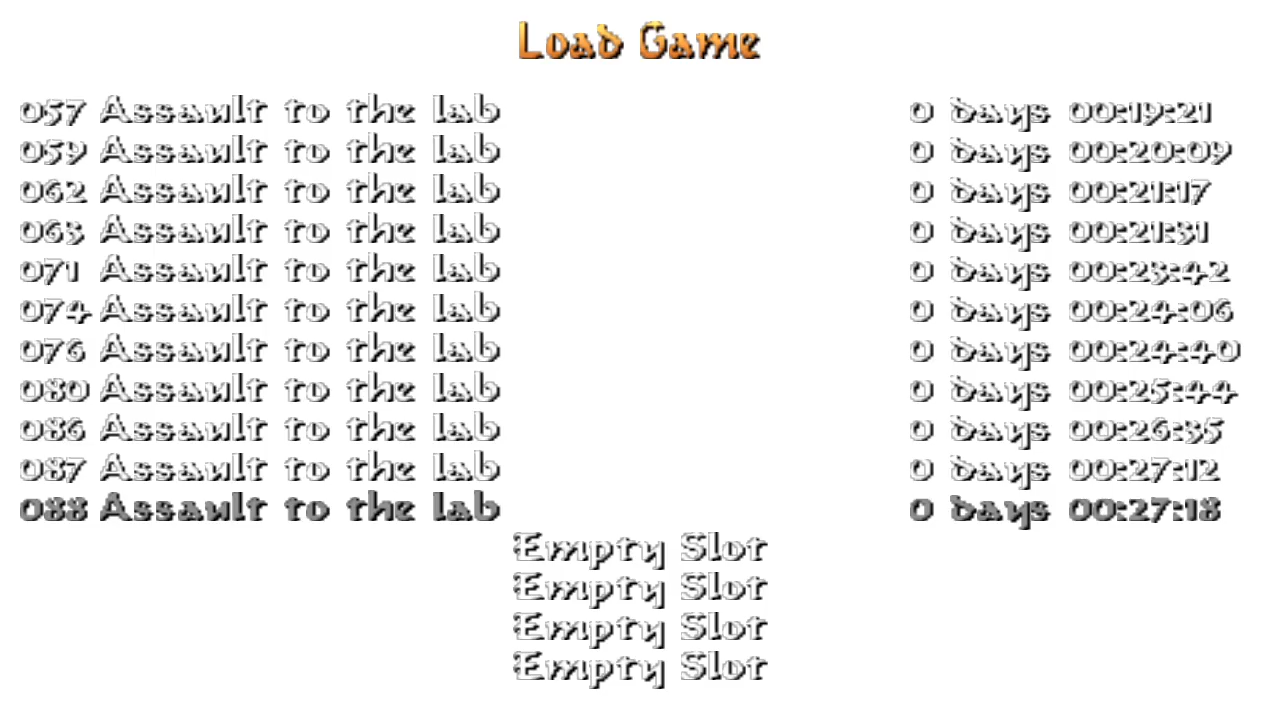 Load Game
057 Assault to the lab 0 days 00:19:21
059 Assault to the lab 0 days 00:20:09
062 Assault to the lab 0 days 00:21:17
063 Assault to the lab 0 days 00:21:31
071 Assault to the lab 0 days 00:23:42
074 Assault to the lab 0 days 00:24:06
076 Assault to the lab 0 days 00:24:40
080 Assault to the lab 0 days 00:25:44
086 Assault to the lab 0 days 00:26:35
087 Assault to the lab 0 days 00:27:12
088 Assault to the lab 0 days 00:27:18
Empty Slot
Empty Slot
Empty Slot
Empty Slot